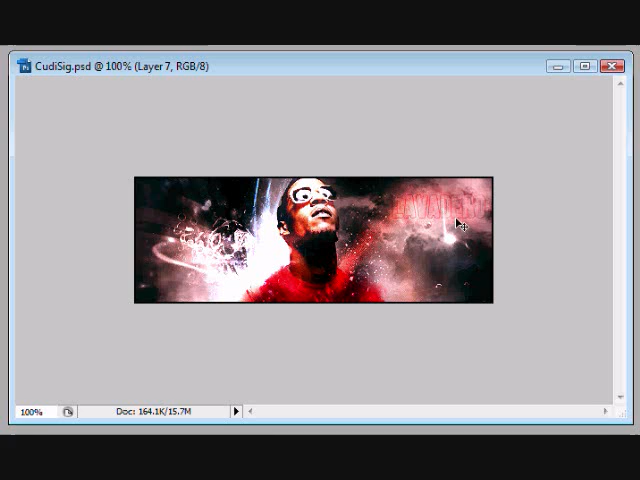 CudiSig.psd @ 100% (Layer 7, RGB/8)
100%
Doc: 164.1K/15.7M